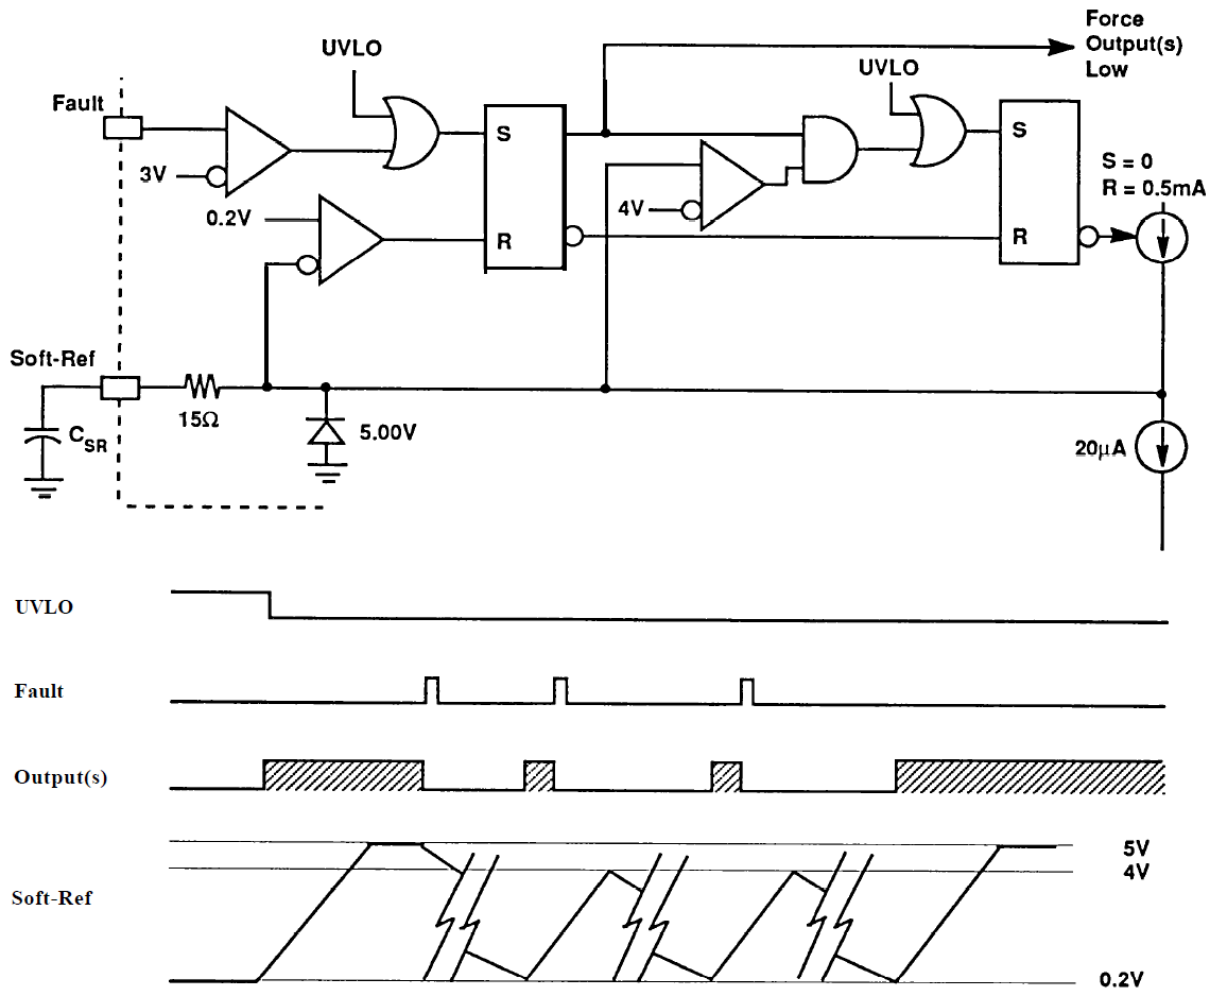 Force
Output(s)
Low
UVLO
UVLO
Fault
S
S
S = 0
R = 0.5mA
3V
0.2V
4V
R
R
Soft-Ref
15Ω
5.00V
C_SR
20µA
UVLO
Fault
Output(s)
5V
4V
Soft-Ref
0.2V